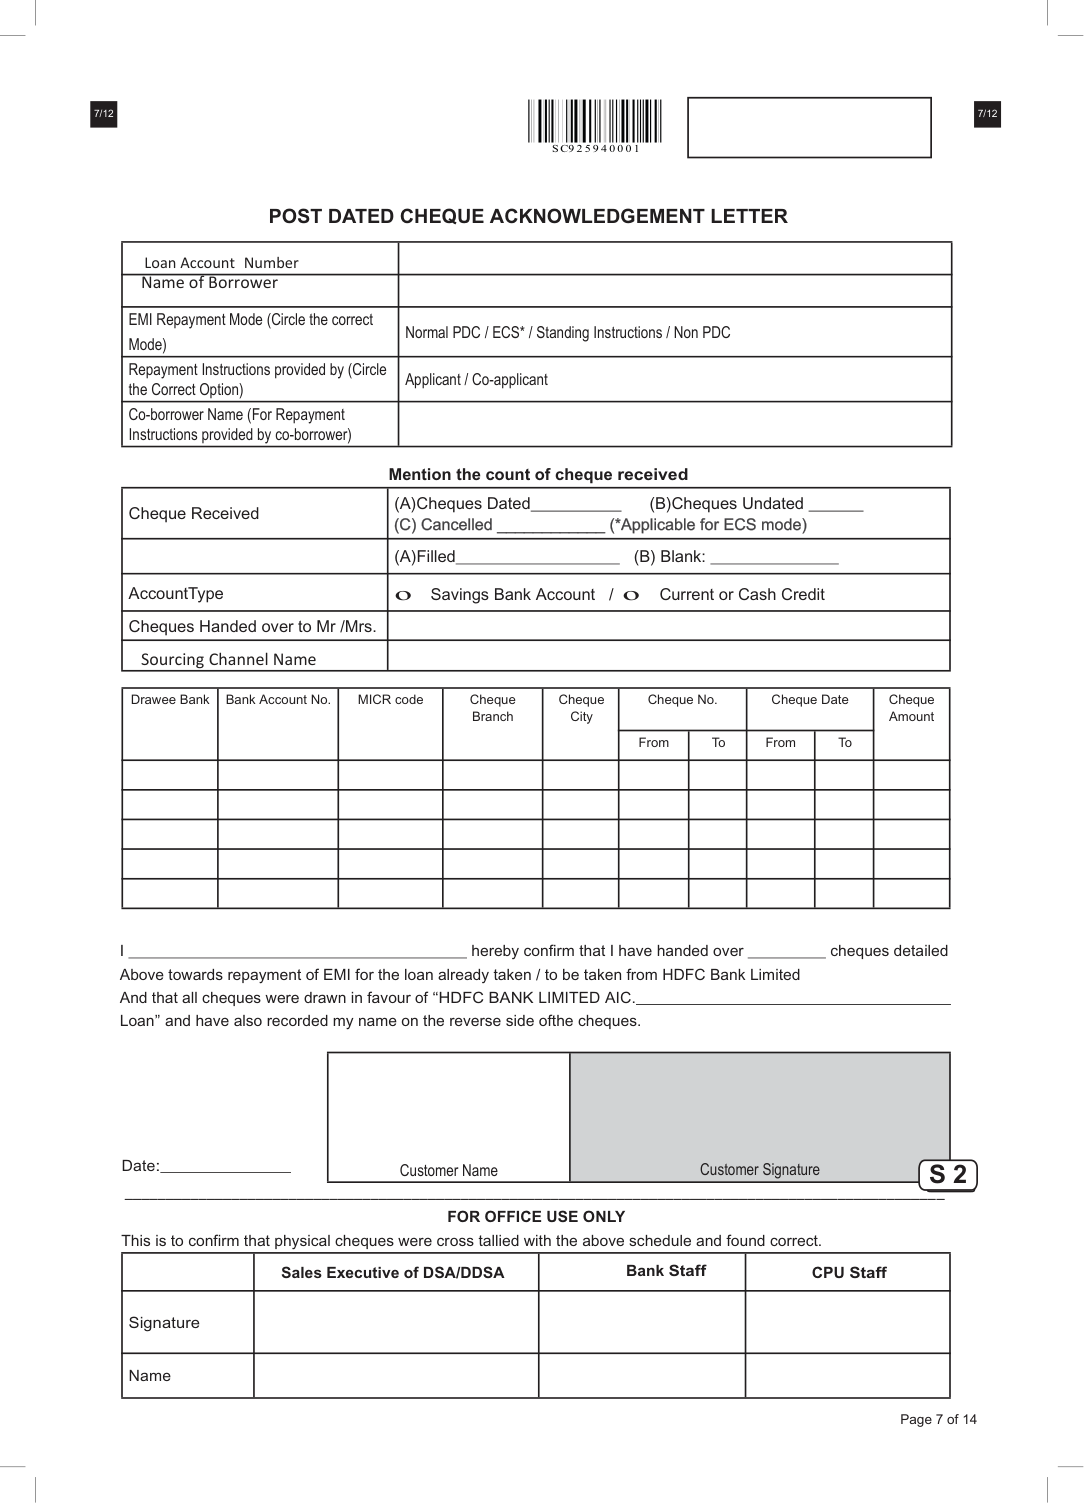 7/12
7/12
SC925940001
POST DATED CHEQUE ACKNOWLEDGEMENT LETTER
Loan Account Number
Name of Borrower
EMI Repayment Mode (Circle the correct
Mode)
Normal PDC / ECS* / Standing Instructions / Non PDC
Repayment Instructions provided by (Circle
the Correct Option)
Applicant / Co-applicant
Co-borrower Name (For Repayment
Instructions provided by co-borrower)
Mention the count of cheque received
Cheque Received
(A)Cheques Dated__________ (B)Cheques Undated ______
(C) Cancelled ____________ (*Applicable for ECS mode)
(A)Filled__________________ (B) Blank: ______________
AccountType
o Savings Bank Account / o Current or Cash Credit
Cheques Handed over to Mr /Mrs.
Sourcing Channel Name
Drawee Bank Bank Account No. MICR code Cheque Branch Cheque City Cheque No. Cheque Date Cheque Amount
From To From To
I ______________________________________ hereby confirm that I have handed over _________ cheques detailed
Above towards repayment of EMI for the loan already taken / to be taken from HDFC Bank Limited
And that all cheques were drawn in favour of “HDFC BANK LIMITED AIC.___________________________________
Loan” and have also recorded my name on the reverse side ofthe cheques.
Date:_______________
Customer Name
Customer Signature
S 2
FOR OFFICE USE ONLY
This is to confirm that physical cheques were cross tallied with the above schedule and found correct.
Sales Executive of DSA/DDSA Bank Staff CPU Staff
Signature
Name
Page 7 of 14